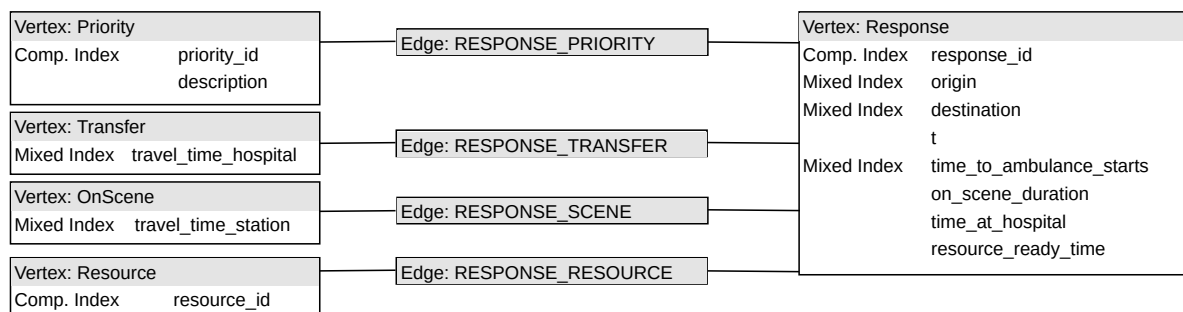 Vertex: Priority
Comp. Index priority_id
description
Edge: RESPONSE_PRIORITY
Vertex: Transfer
Mixed Index travel_time_hospital
Edge: RESPONSE_TRANSFER
Vertex: OnScene
Mixed Index travel_time_station
Edge: RESPONSE_SCENE
Vertex: Resource
Comp. Index resource_id
Edge: RESPONSE_RESOURCE
Vertex: Response
Comp. Index response_id
Mixed Index origin
Mixed Index destination
t
Mixed Index time_to_ambulance_starts
on_scene_duration
time_at_hospital
resource_ready_time